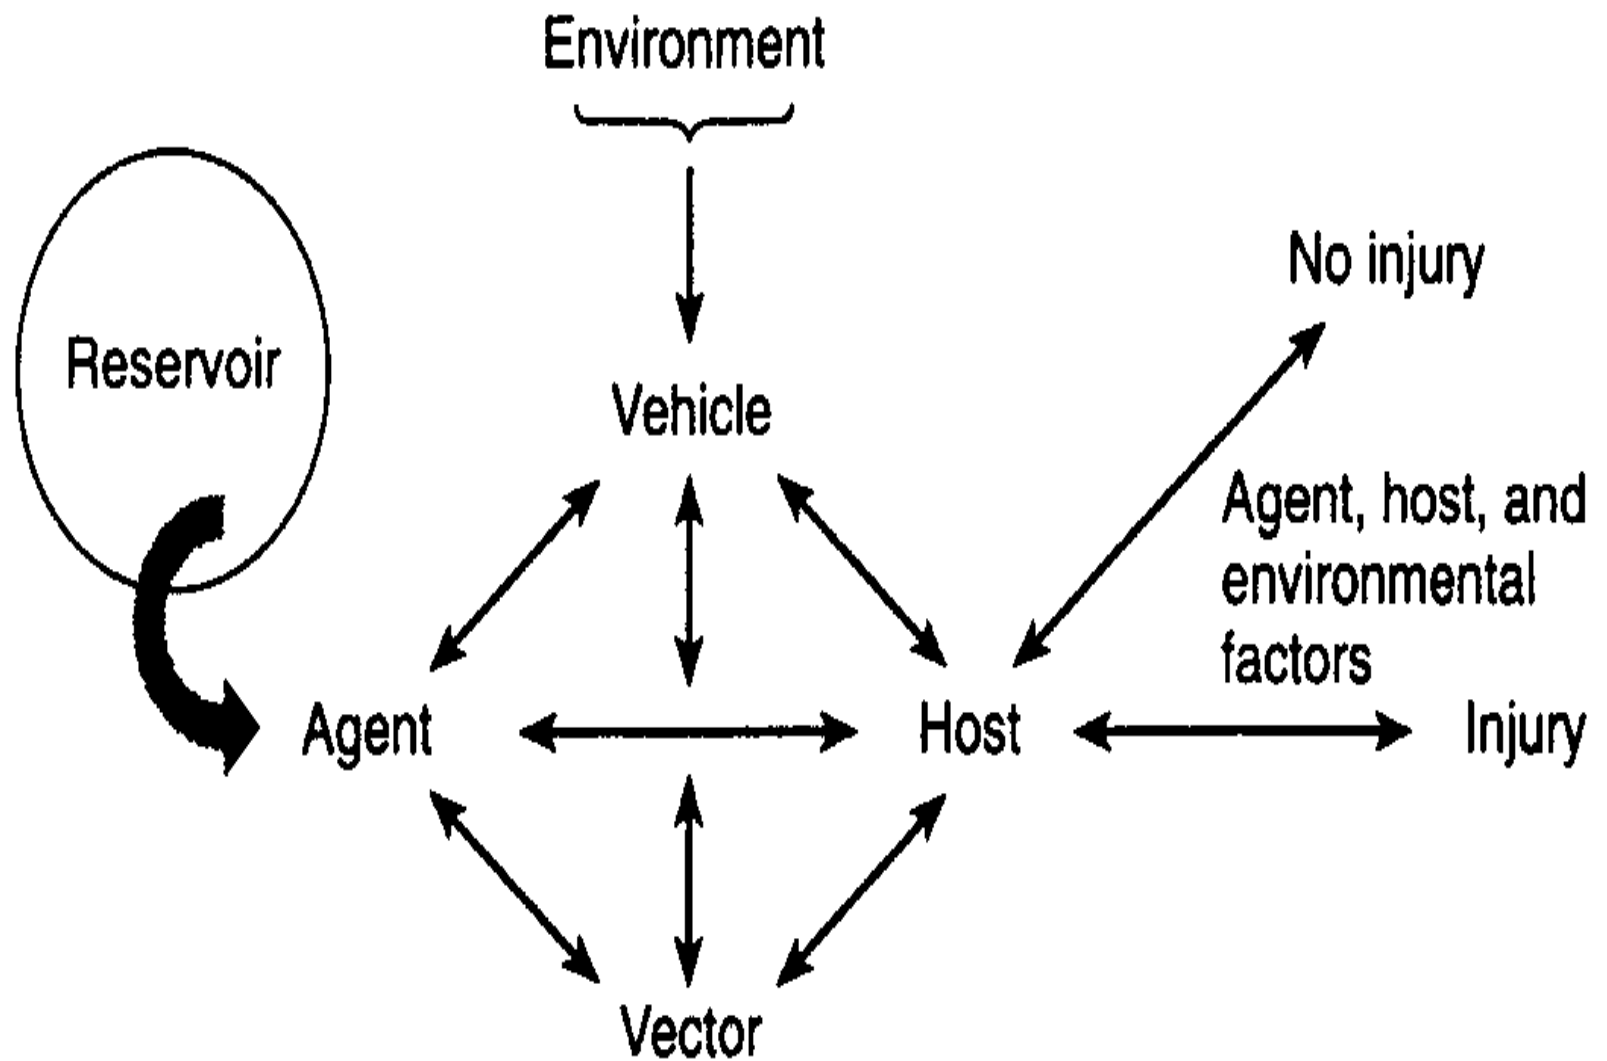 Environment
No injury
Reservoir
Vehicle
Agent, host, and
environmental
factors
Agent
Host
Injury
Vector